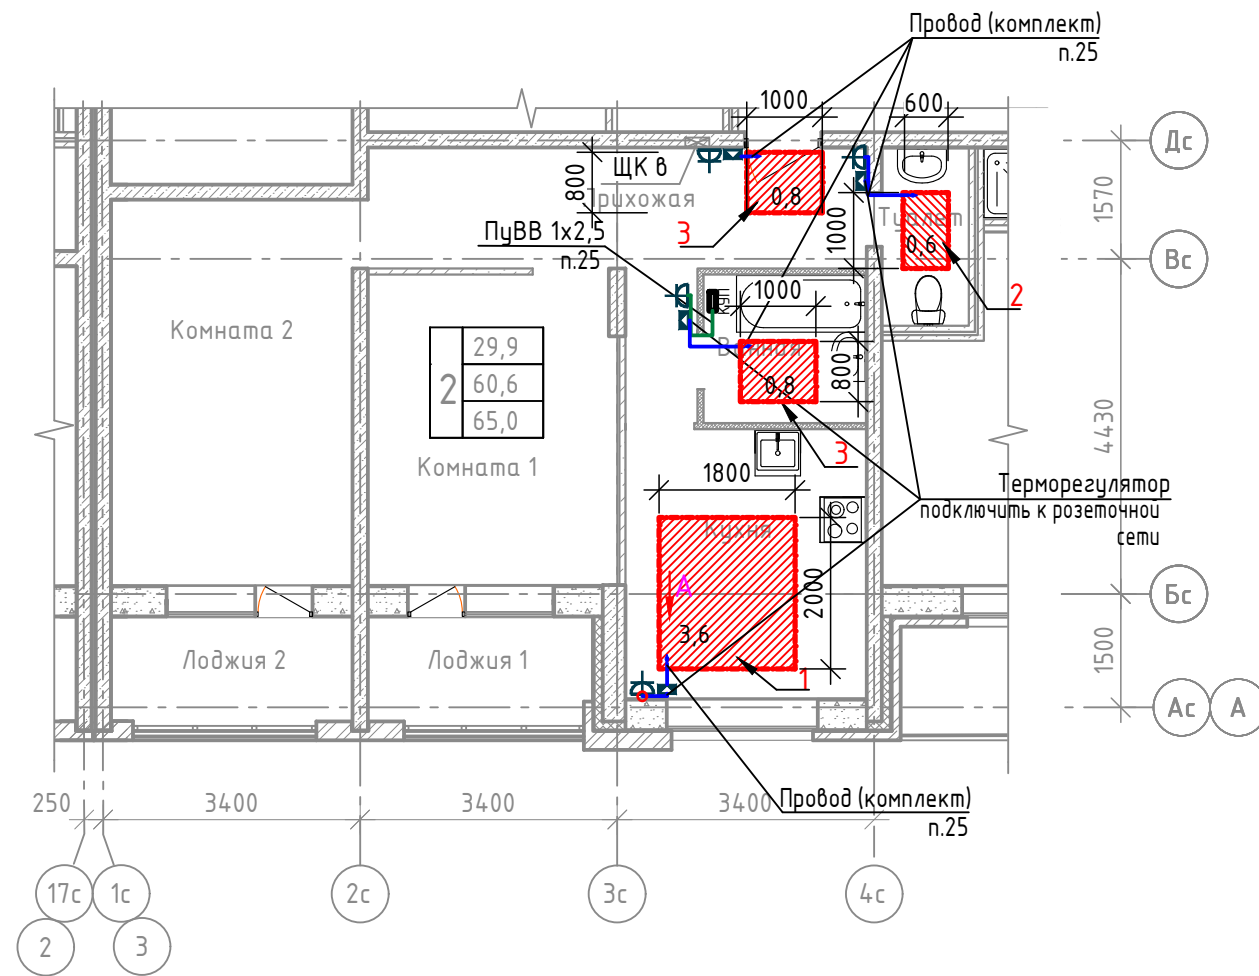 Провод (комплект)
п.25
1000
600
Дс
ЩК в
800
Прихожая
0,8
3
1000
Туалет
0,6
2
1570
ПуВВ 1х2,5
п.25
Вс
1000
Комната 2
29,9
2
60,6
65,0
Ванная
0,8
800
3
4430
Комната 1
1800
Терморегулятор
подключить к розеточной
сети
Кухня
А
2000
3,6
1
Бс
Лоджия 2
Лоджия 1
1500
Ас
А
250
3400
3400
3400
Провод (комплект)
п.25
17с
1с
2с
3с
4с
2
3